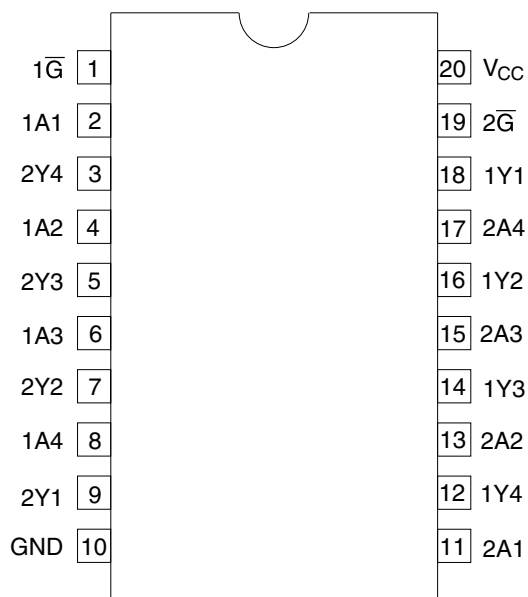 1G̅ 1 20 VCC
1A1 2 19 2G̅
2Y4 3 18 1Y1
1A2 4 17 2A4
2Y3 5 16 1Y2
1A3 6 15 2A3
2Y2 7 14 1Y3
1A4 8 13 2A2
2Y1 9 12 1Y4
GND 10 11 2A1